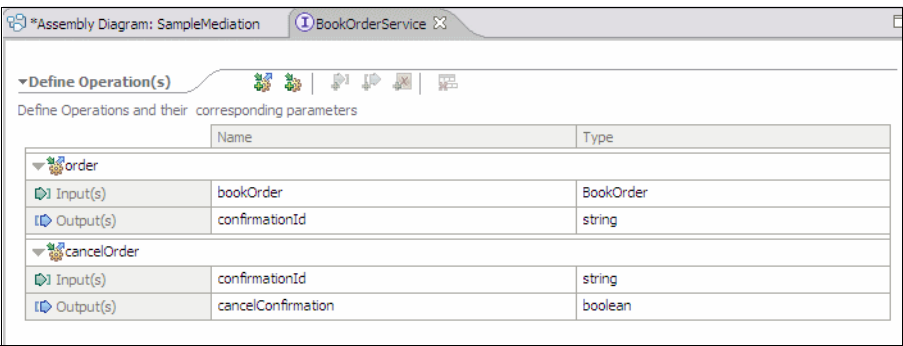 *Assembly Diagram: SampleMediation BookOrderService
Define Operation(s)
Define Operations and their corresponding parameters
Name Type
order
Input(s) bookOrder BookOrder
Output(s) confirmationId string
cancelOrder
Input(s) confirmationId string
Output(s) cancelConfirmation boolean